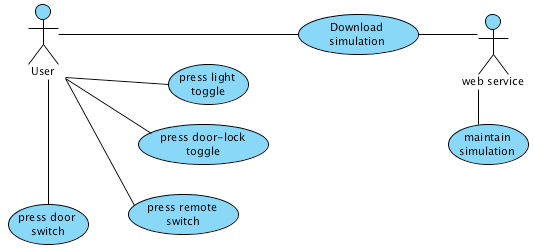 Download
simulation
User
web service
press light
toggle
press door-lock
toggle
maintain
simulation
press remote
switch
press door
switch